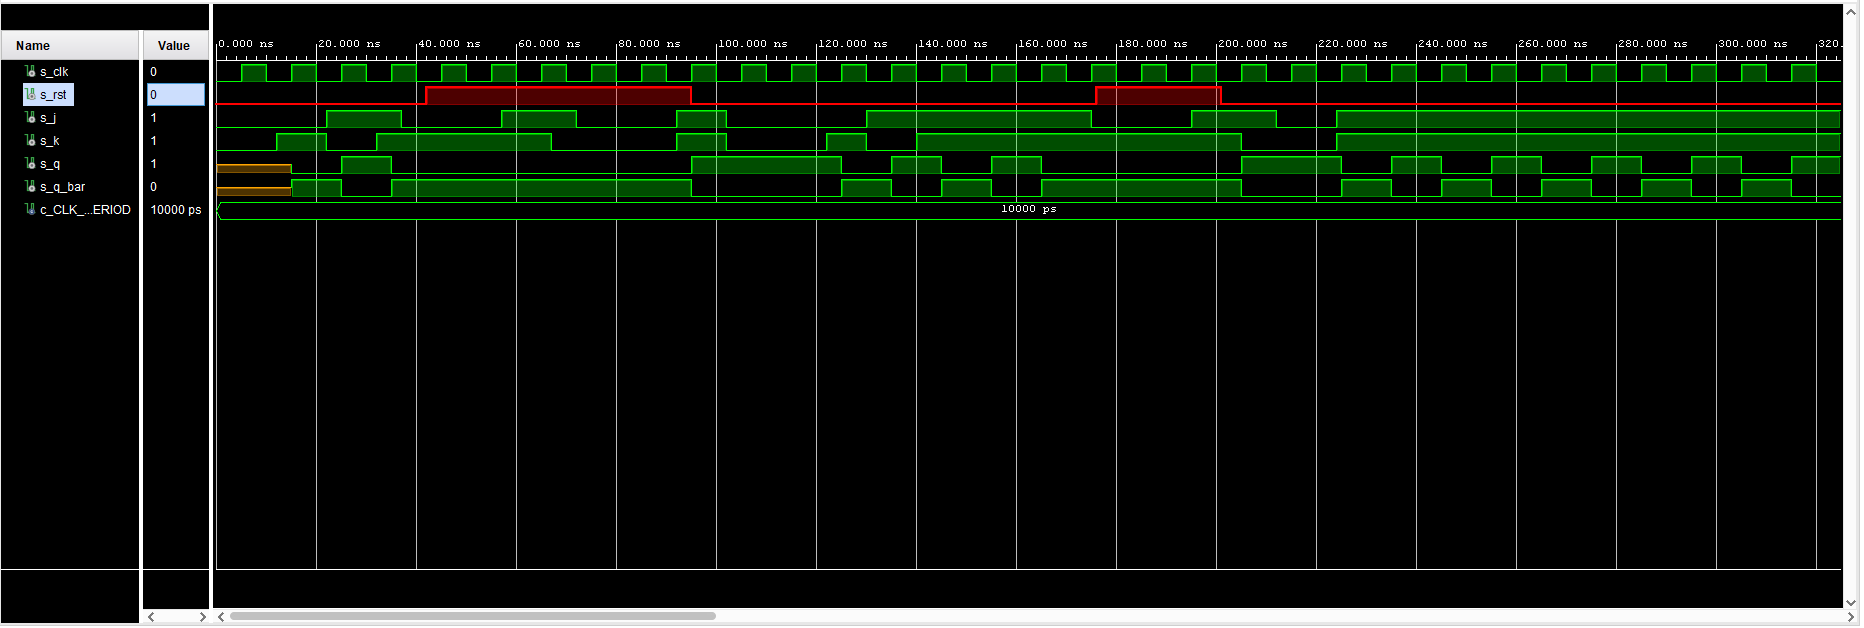 Name Value
0.000 ns 20.000 ns 40.000 ns 60.000 ns 80.000 ns 100.000 ns 120.000 ns 140.000 ns 160.000 ns 180.000 ns 200.000 ns 220.000 ns 240.000 ns 260.000 ns 280.000 ns 300.000 ns 320.
s_clk 0
s_rst 0
s_j 1
s_k 1
s_q 1
s_q_bar 0
c_CLK_...ERIOD 10000 ps 10000 ps